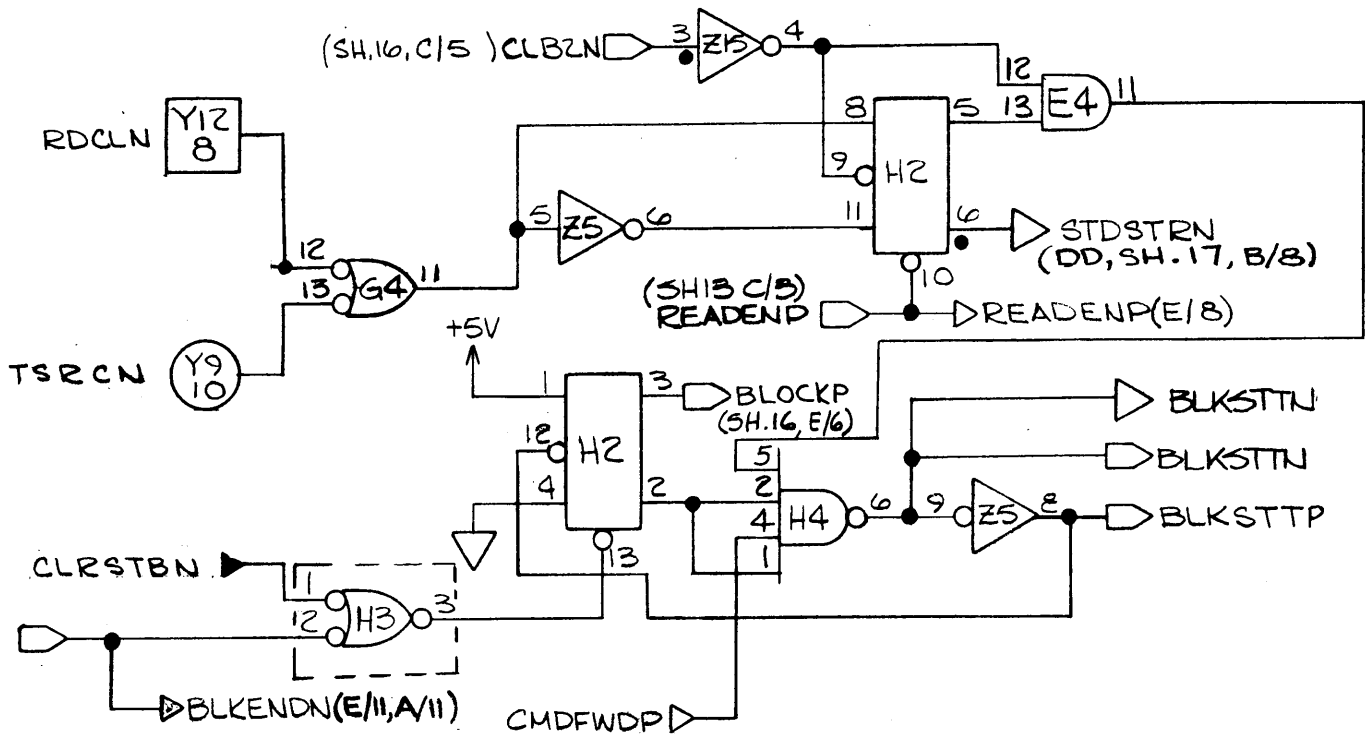 (SH.16, C/5 ) CLB2N
3
Z15
4
12
13
E4
11
RDCLN
Y12
8
8
9
H2
5
11
6
10
5
Z5
6
STDSTRN
(DD, SH.17, B/8)
12
13
G4
11
(SH13 C/3)
READENP
READENP(E/8)
TSRCN
Y9
10
+5V
1
12
4
H2
3
2
13
BLOCKP
(SH.16, E/6)
5
2
4
1
H4
6
9
Z5
8
BLKSTTN
BLKSTTN
BLKSTTP
CLRSTBN
11
12
H3
3
BLKENDN(E/11,A/11)
CMDFWDP